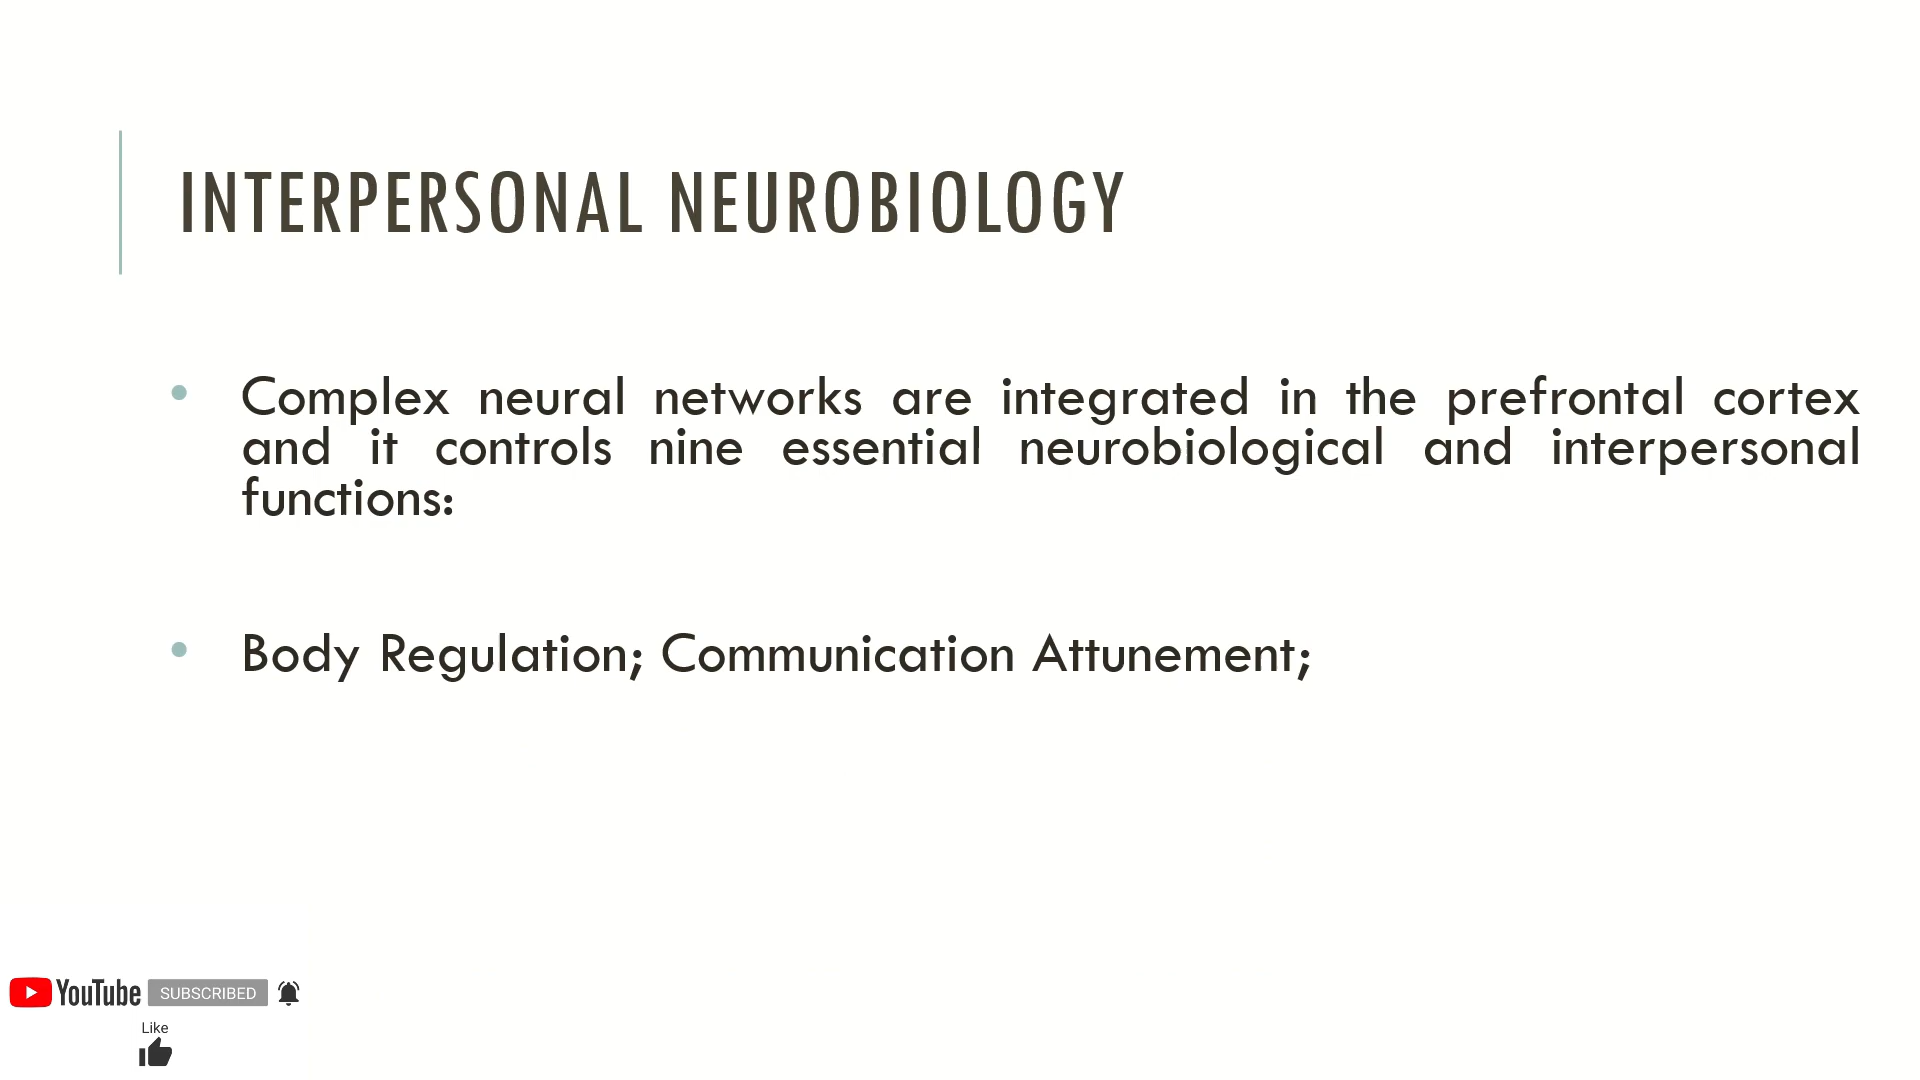 INTERPERSONAL NEUROBIOLOGY
• Complex neural networks are integrated in the prefrontal cortex
and it controls nine essential neurobiological and interpersonal
functions:
• Body Regulation; Communication Attunement;
YouTube SUBSCRIBED
Like